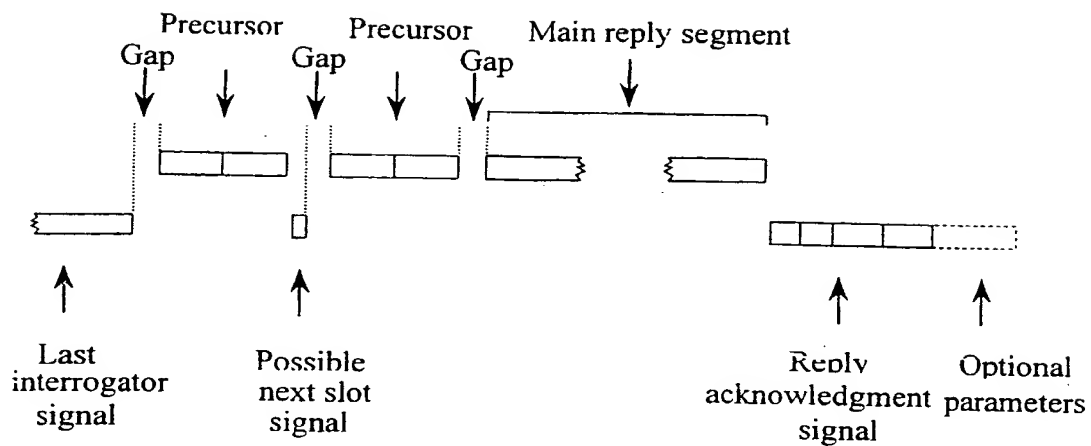 Precursor
Precursor
Main reply segment
Gap
Gap
Gap
Last
interrogator
signal
Possible
next slot
signal
Reply
acknowledgment
signal
Optional
parameters